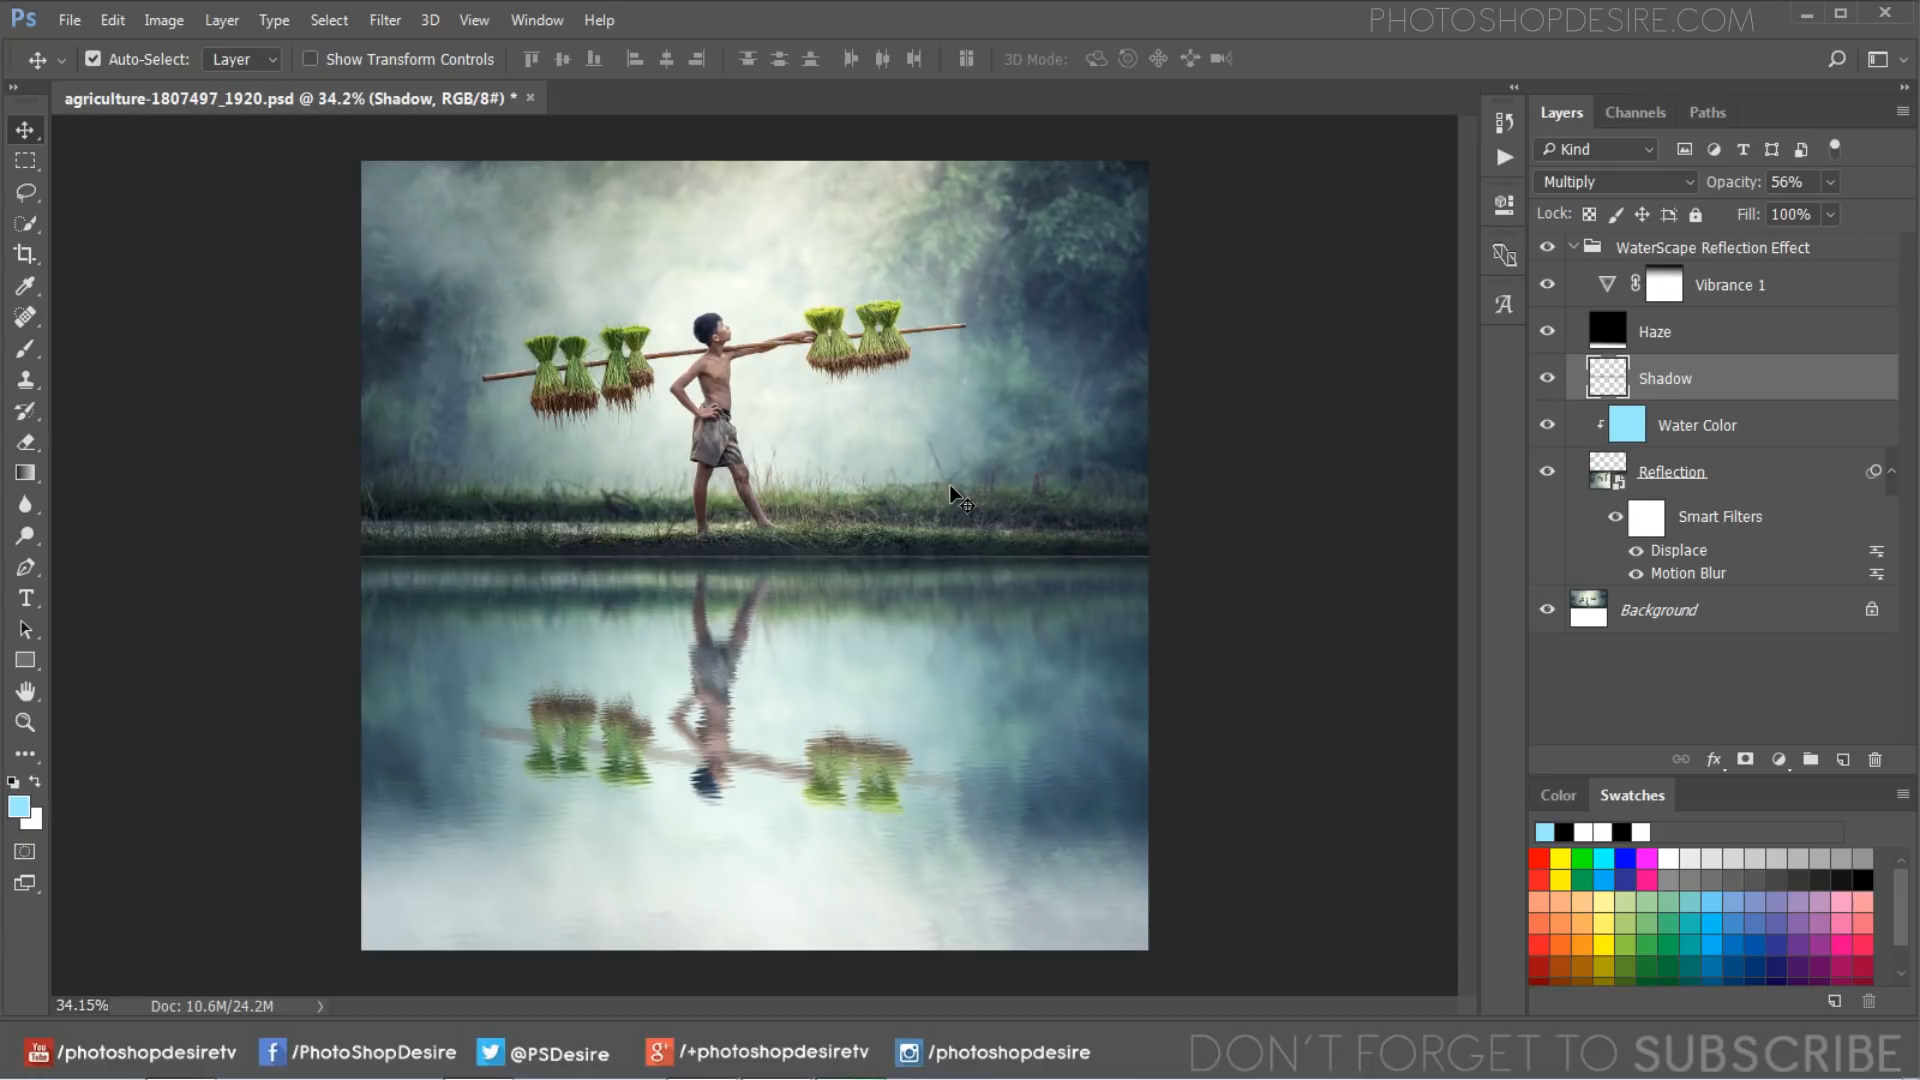 Ps File Edit Image Layer Type Select Filter 3D View Window Help PHOTOSHOPDESIRE.COM
Auto-Select: Layer Show Transform Controls 3D Mode:
agriculture-1807497_1920.psd @ 34.2% (Shadow, RGB/8#) * ×
Layers Channels Paths
Kind
Multiply Opacity: 56%
Lock: Fill: 100%
WaterScape Reflection Effect
Vibrance 1
Haze
Shadow
Water Color
Reflection
Smart Filters
Displace
Motion Blur
Background
fx
Color Swatches
34.15% Doc: 10.6M/24.2M
You Tube /photoshopdesiretv f /PhotoShopDesire @PSDesire g+ /+photoshopdesiretv /photoshopdesire DON'T FORGET TO SUBSCRIBE